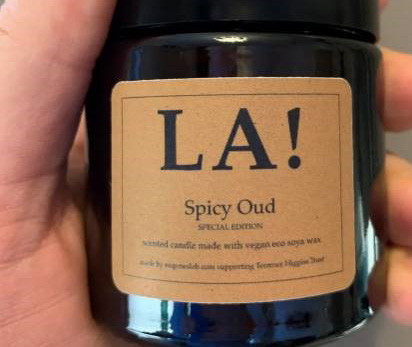 LA!
Spicy Oud
SPECIAL EDITION
scented candle made with vegan eco soya wax
made by supporting Terrence Higgins Trust